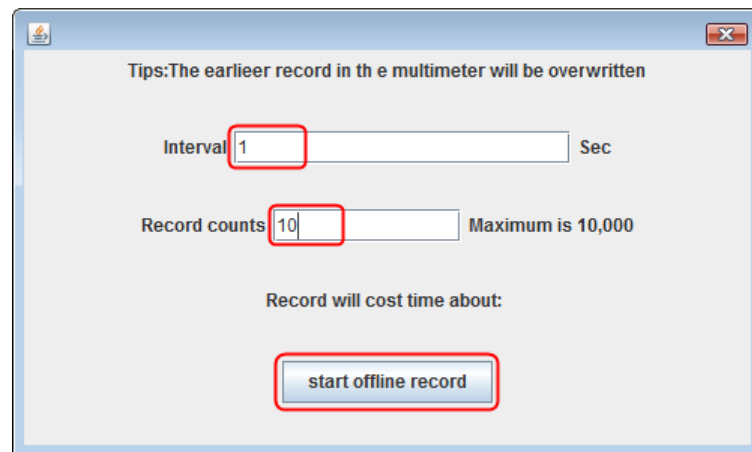 Tips:The earlieer record in th e multimeter will be overwritten
Interval 1 Sec
Record counts 10 Maximum is 10,000
Record will cost time about:
start offline record